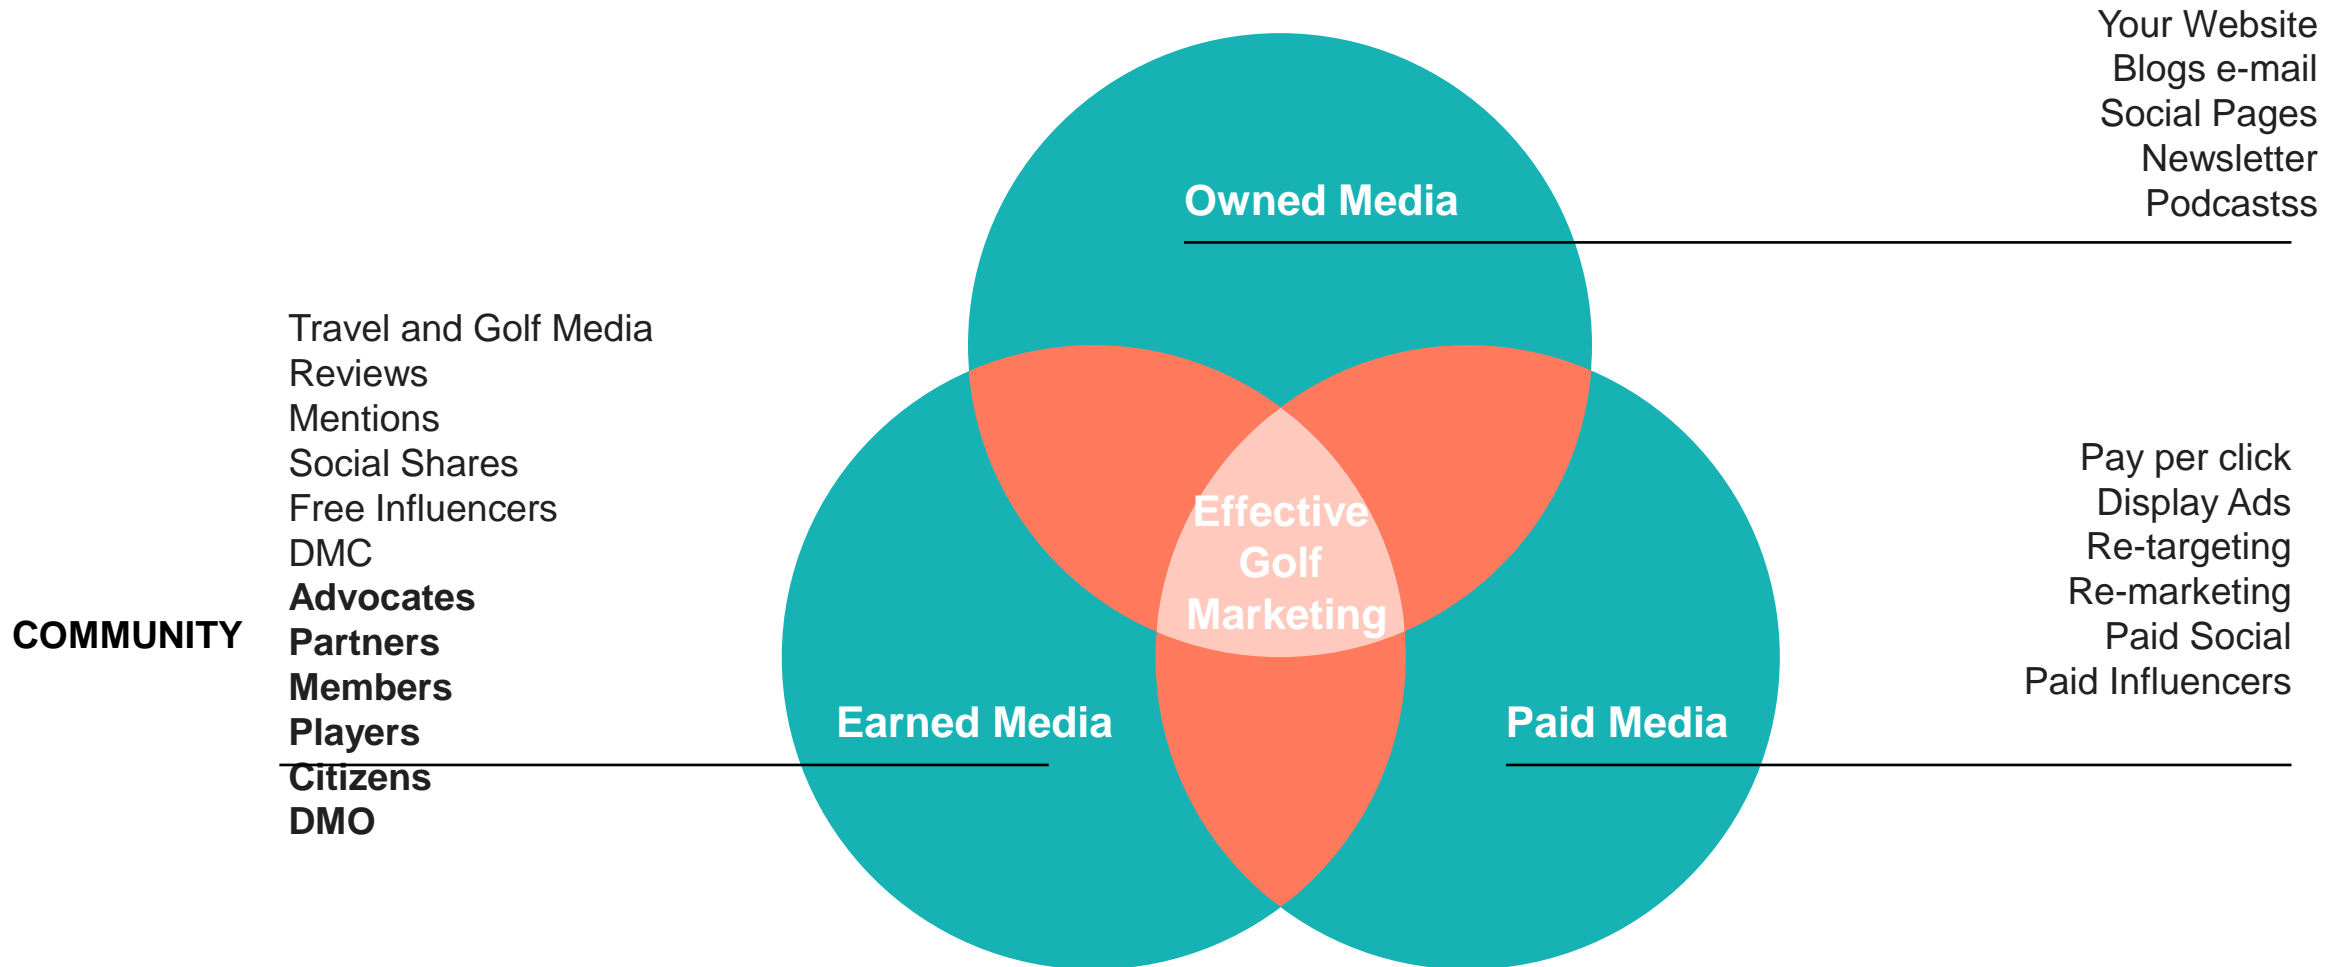 Your Website
Blogs e-mail
Social Pages
Newsletter
Podcastss
Owned Media
Travel and Golf Media
Reviews
Mentions
Social Shares
Free Influencers
DMC
Advocates
Partners
Members
Players
Citizens
DMO
COMMUNITY
Effective
Golf
Marketing
Pay per click
Display Ads
Re-targeting
Re-marketing
Paid Social
Paid Influencers
Earned Media
Paid Media